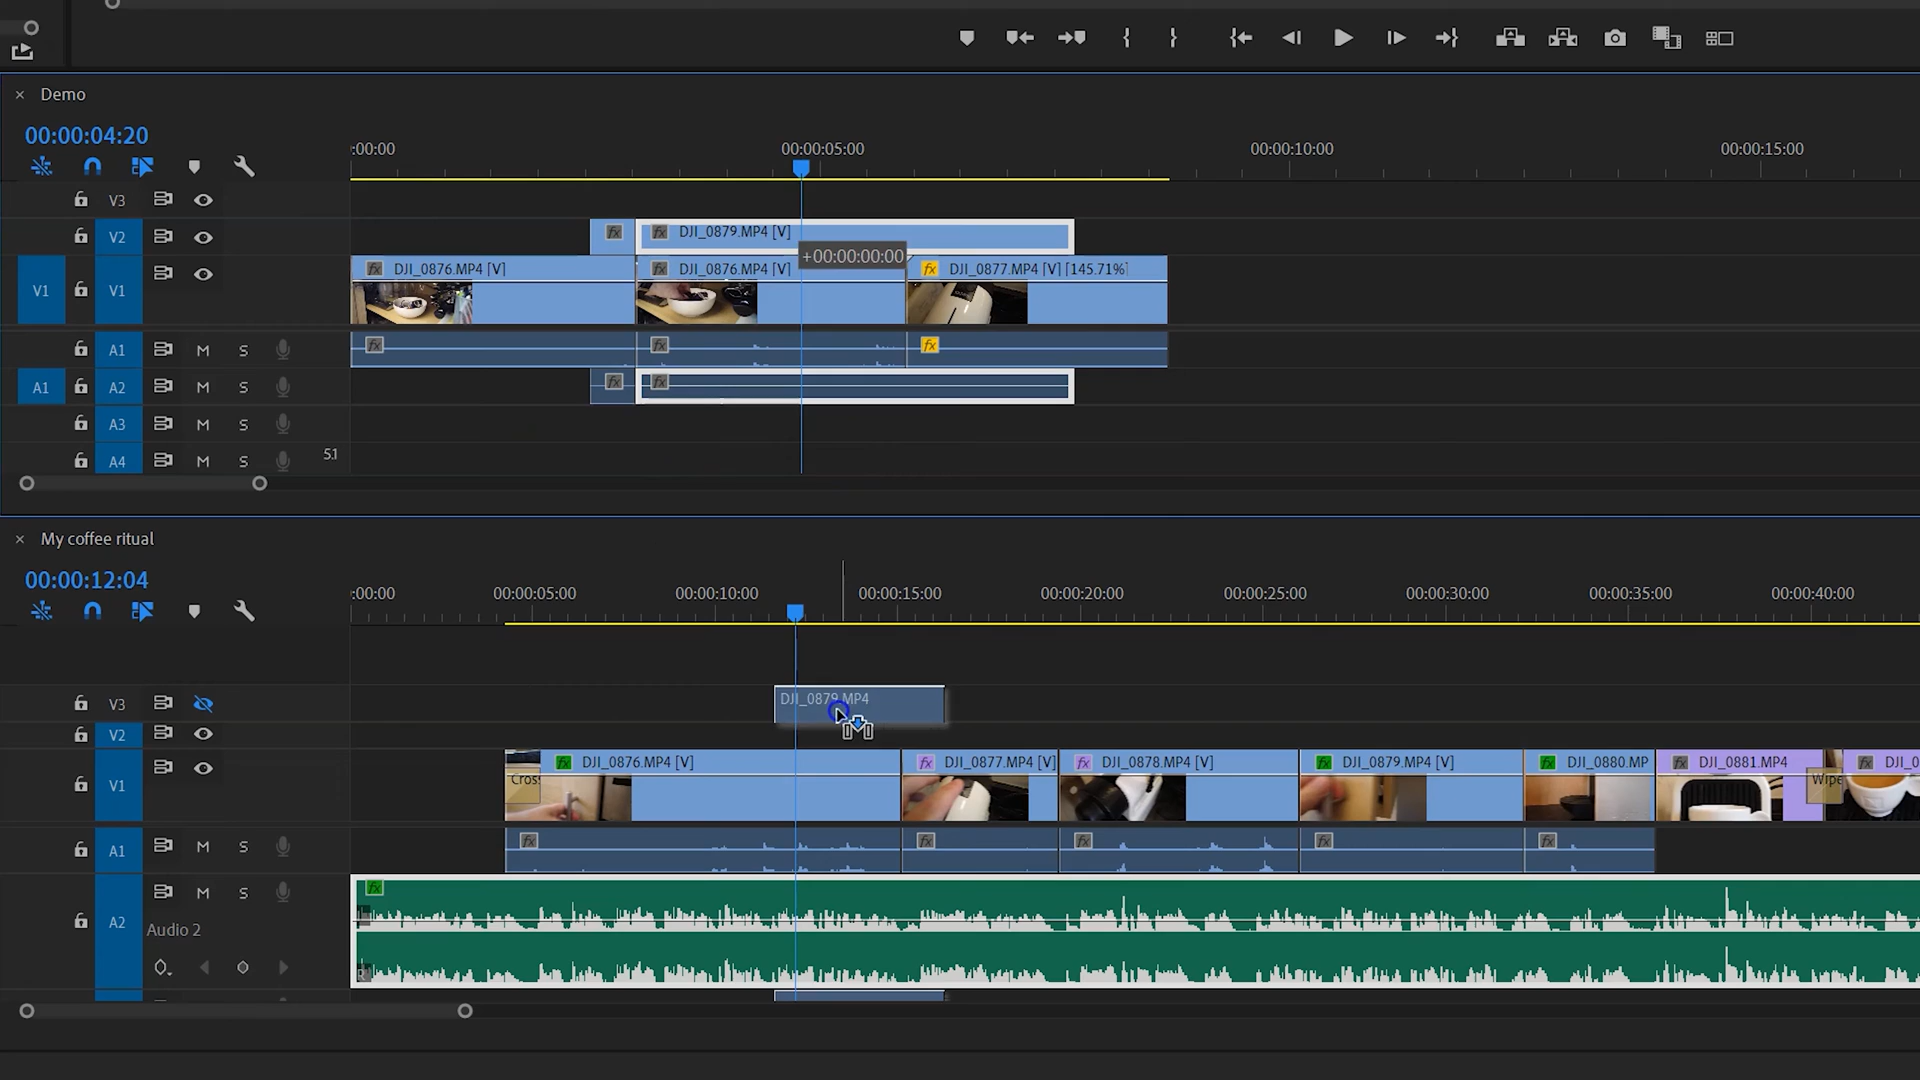 Demo
00:00:04:20
:00:00
00:00:05:00
00:00:10:00
00:00:15:00
V3
V2
DJI_0879.MP4 [V]
+00:00:00:00
V1
V1
DJI_0876.MP4 [V]
DJI_0876.MP4 [V]
DJI_0877.MP4 [V] [145.71%]
A1
M
S
A1
A2
M
S
A3
M
S
A4
M
S
5.1
My coffee ritual
00:00:12:04
:00:00
00:00:05:00
00:00:10:00
00:00:15:00
00:00:20:00
00:00:25:00
00:00:30:00
00:00:35:00
00:00:40:00
V3
DJI_0879.MP4
V2
V1
Cros
DJI_0876.MP4 [V]
DJI_0877.MP4 [V]
DJI_0878.MP4 [V]
DJI_0879.MP4 [V]
DJI_0880.MP
DJI_0881.MP4
Wipe
DJI_0
A1
M
S
A2
M
S
Audio 2